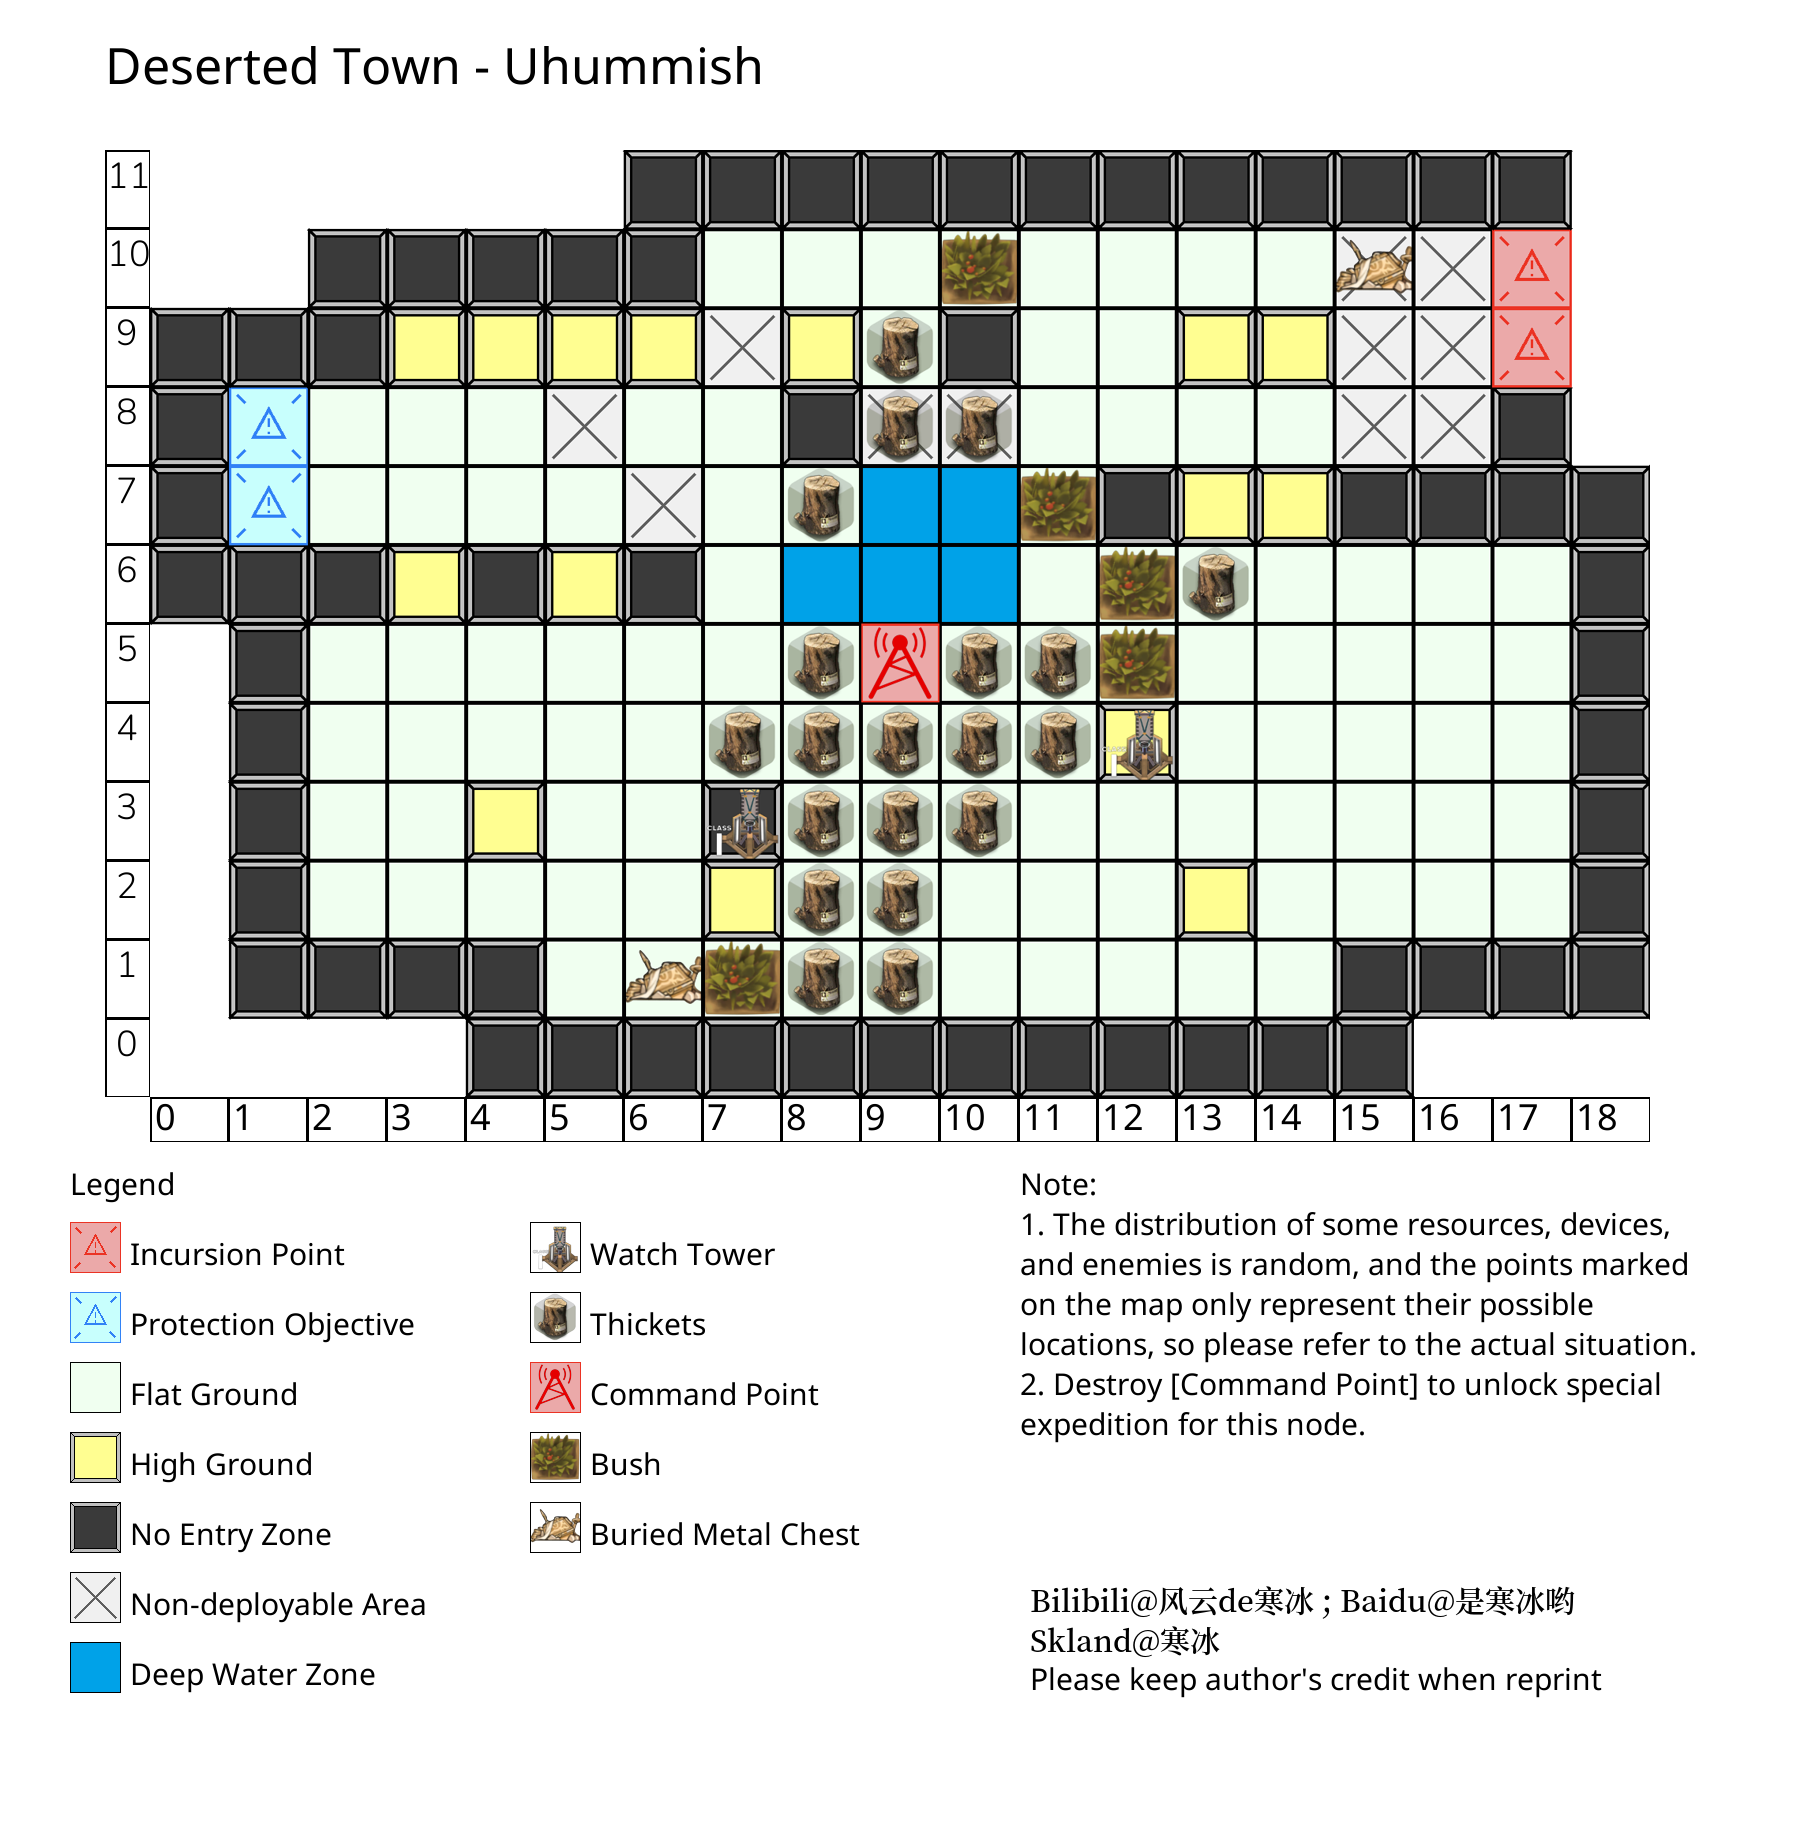 Deserted Town - Uhummish
11
10
9
8
7
6
5
4
3
2
1
0
CLASS
I
CLASS
I
0 1 2 3 4 5 6 7 8 9 10 11 12 13 14 15 16 17 18
Legend
Incursion Point
Protection Objective
Flat Ground
High Ground
No Entry Zone
Non-deployable Area
Deep Water Zone
Watch Tower
Thickets
Command Point
Bush
Buried Metal Chest
Note:
1. The distribution of some resources, devices,
and enemies is random, and the points marked
on the map only represent their possible
locations, so please refer to the actual situation.
2. Destroy [Command Point] to unlock special
expedition for this node.
Bilibili@风云de寒冰 ; Baidu@是寒冰哟
Skland@寒冰
Please keep author's credit when reprint